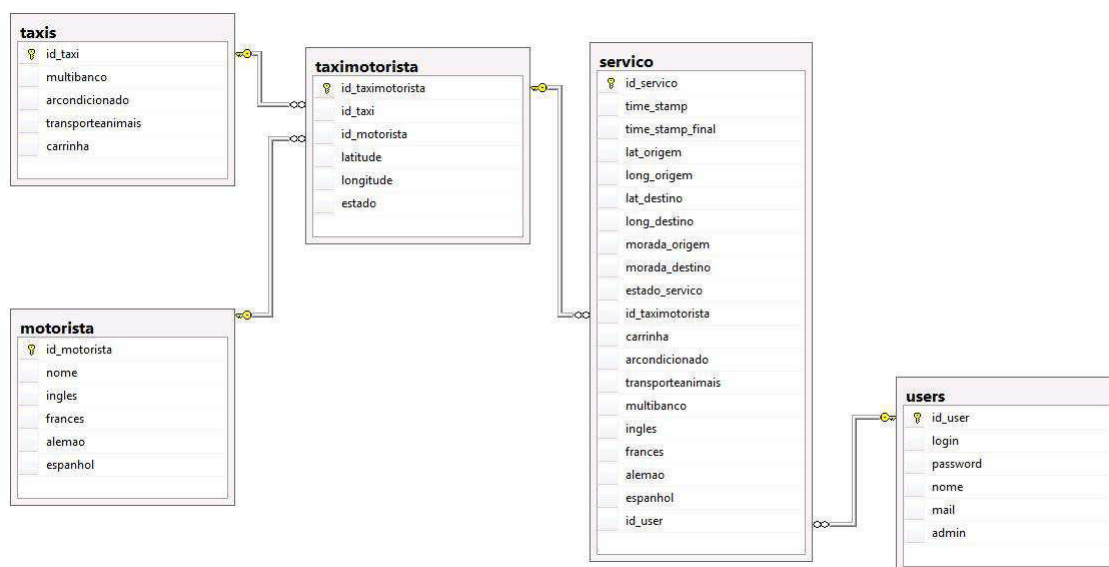 taxis
id_taxi
multibanco
arcondicionado
transporteanimais
carrinha
taximotorista
id_taximotorista
id_taxi
id_motorista
latitude
longitude
estado
motorista
id_motorista
nome
ingles
frances
alemao
espanhol
servico
id_servico
time_stamp
time_stamp_final
lat_origem
long_origem
lat_destino
long_destino
morada_origem
morada_destino
estado_servico
id_taximotorista
carrinha
arcondicionado
transporteanimais
multibanco
ingles
frances
alemao
espanhol
id_user
users
id_user
login
password
nome
mail
admin